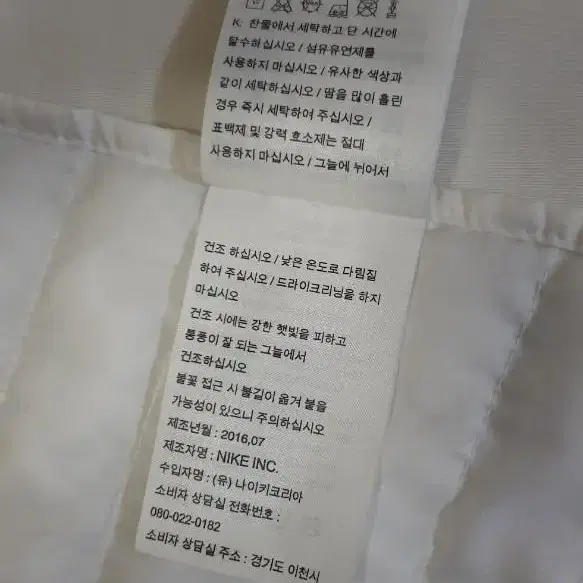 K: 찬물에서 세탁하고 단 시간에
탈수하십시오 / 섬유유연제를
사용하지 마십시오 / 유사한 색상과
같이 세탁하십시오 / 땀을 많이 흘린
경우 즉시 세탁하여 주십시오 /
표백제 및 강력 효소제는 절대
사용하지 마십시오 / 그늘에 뉘어서
건조 하십시오 / 낮은 온도로 다림질
하여 주십시오 / 드라이크리닝을 하지
마십시오
건조 시에는 강한 햇빛을 피하고
통풍이 잘 되는 그늘에서
건조하십시오
불꽃 접근 시 불길이 옮겨 붙을
가능성이 있으니 주의하십시오
제조년월 : 2016,07
제조자명 : NIKE INC.
수입자명 : (유) 나이키코리아
소비자 상담실 전화번호 :
080-022-0182
소비자 상담실 주소 : 경기도 이천시